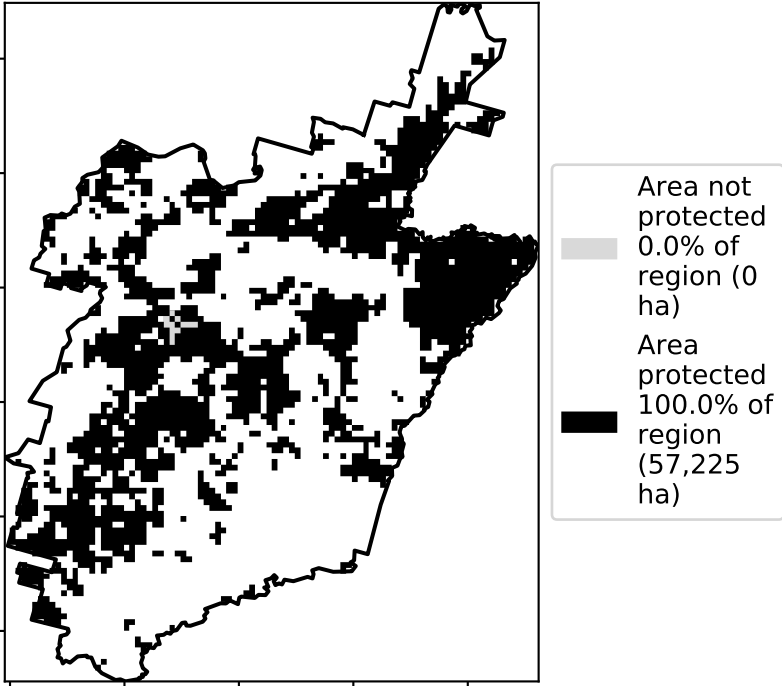 Area not
protected
0.0% of
region (0
ha)
Area
protected
100.0% of
region
(57,225
ha)